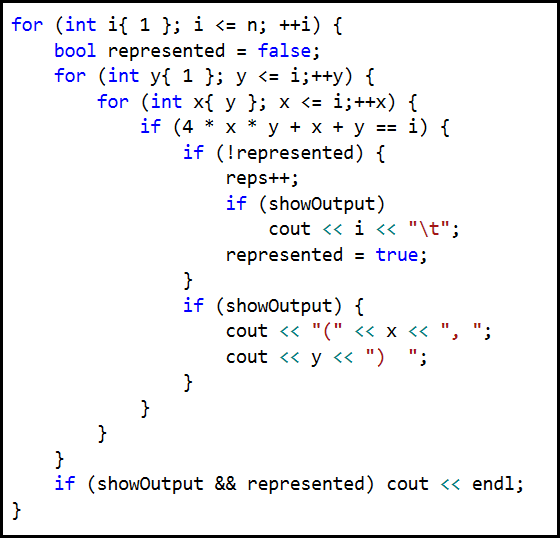 for (int i{ 1 }; i <= n; ++i) {
    bool represented = false;
    for (int y{ 1 }; y <= i;++y) {
        for (int x{ y }; x <= i;++x) {
            if (4 * x * y + x + y == i) {
                if (!represented) {
                    reps++;
                    if (showOutput)
                        cout << i << "\t";
                    represented = true;
                }
                if (showOutput) {
                    cout << "(" << x << ", ";
                    cout << y << ")  ";
                }
            }
        }
    }
    if (showOutput && represented) cout << endl;
}